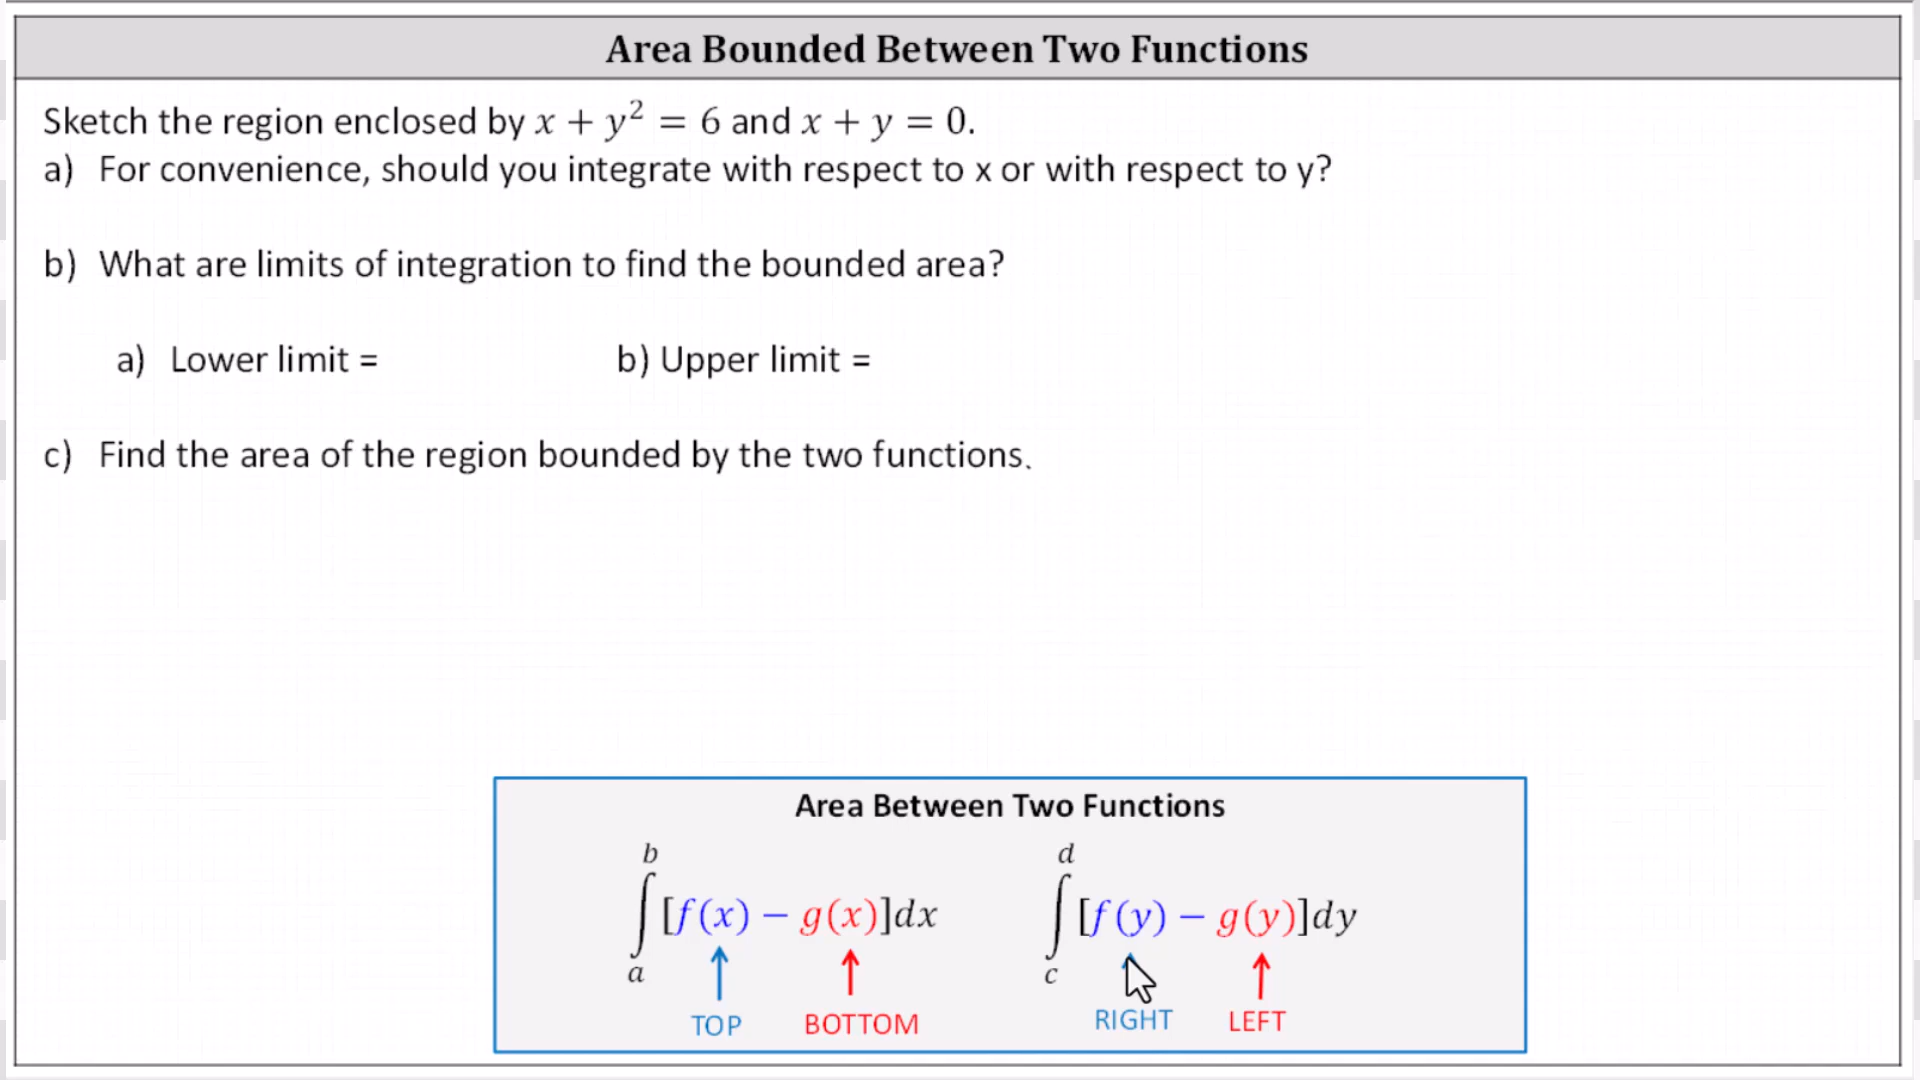 Area Bounded Between Two Functions
Sketch the region enclosed by x + y² = 6 and x + y = 0.
a) For convenience, should you integrate with respect to x or with respect to y?
b) What are limits of integration to find the bounded area?
a) Lower limit = b) Upper limit =
c) Find the area of the region bounded by the two functions.
Area Between Two Functions
b d
∫[f(x) − g(x)]dx ∫[f(y) − g(y)]dy
a c
TOP BOTTOM RIGHT LEFT